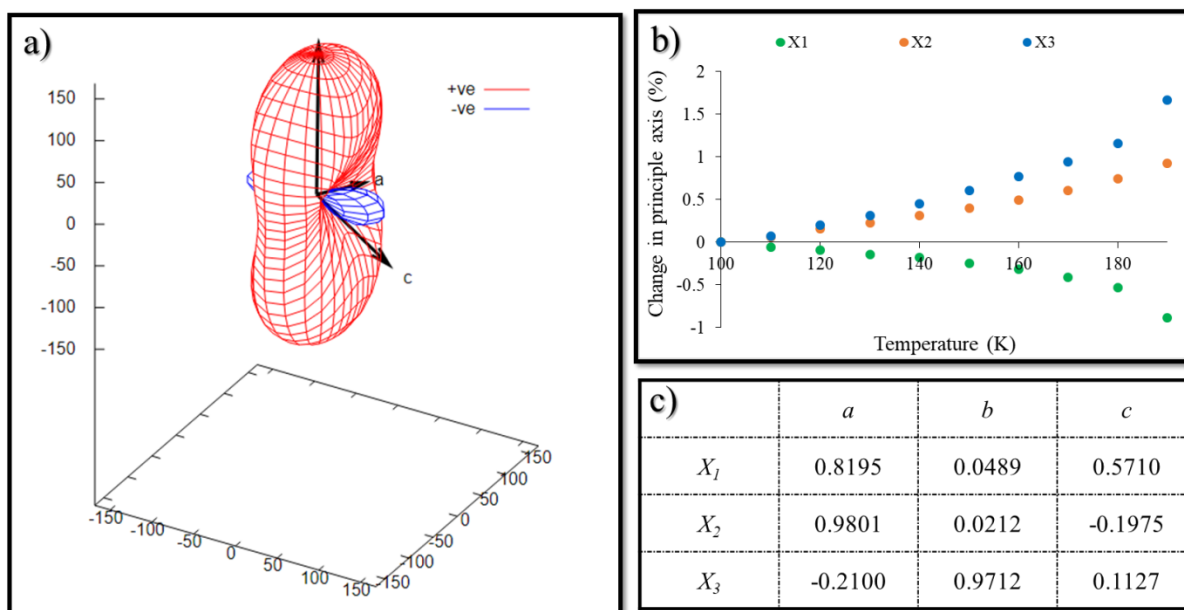 a)
+ve
-ve
150
100
50
0
-50
-100
-150
a
c
-150
-100
-50
0
50
100
150
-150
-100
-50
0
50
100
150
b)
X1 X2 X3
Change in principle axis (%)
2
1.5
1
0.5
0
-0.5
-1
100 120 140 160 180
Temperature (K)
c)
a b c
X1 0.8195 0.0489 0.5710
X2 0.9801 0.0212 -0.1975
X3 -0.2100 0.9712 0.1127